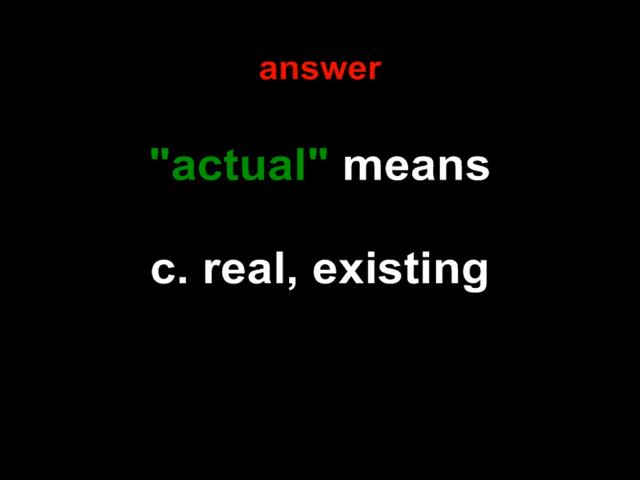 answer
"actual" means
c. real, existing